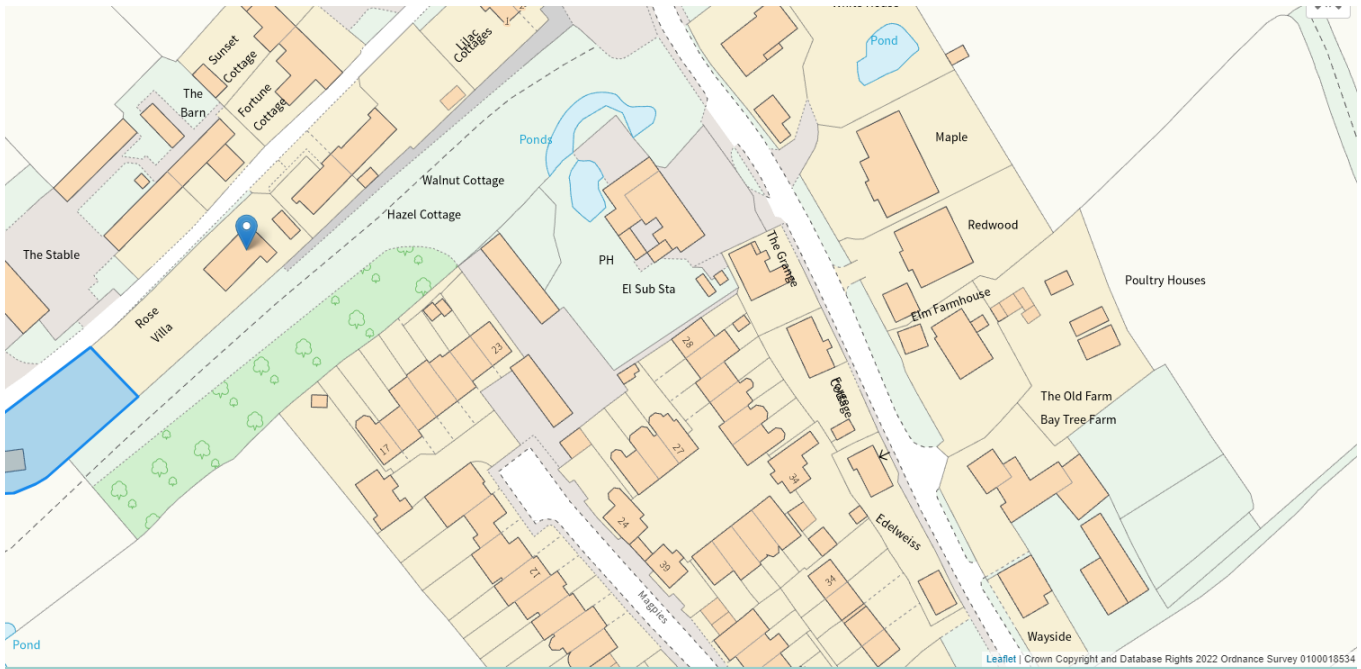 White House
Lilac
Cottages
Sunset
Cottage
Pond
The
Barn
Fortune
Cottage
Ponds
Maple
Walnut Cottage
Hazel Cottage
Redwood
The Stable
PH
The Grange
El Sub Sta
Poultry Houses
Elm Farmhouse
Rose
Villa
28
23
The Old Farm
Bay Tree Farm
Cottage
17
27
34
24
Edelweiss
39
12
34
Magpies
Wayside
Pond
Leaflet | Crown Copyright and Database Rights 2022 Ordnance Survey 0100018534